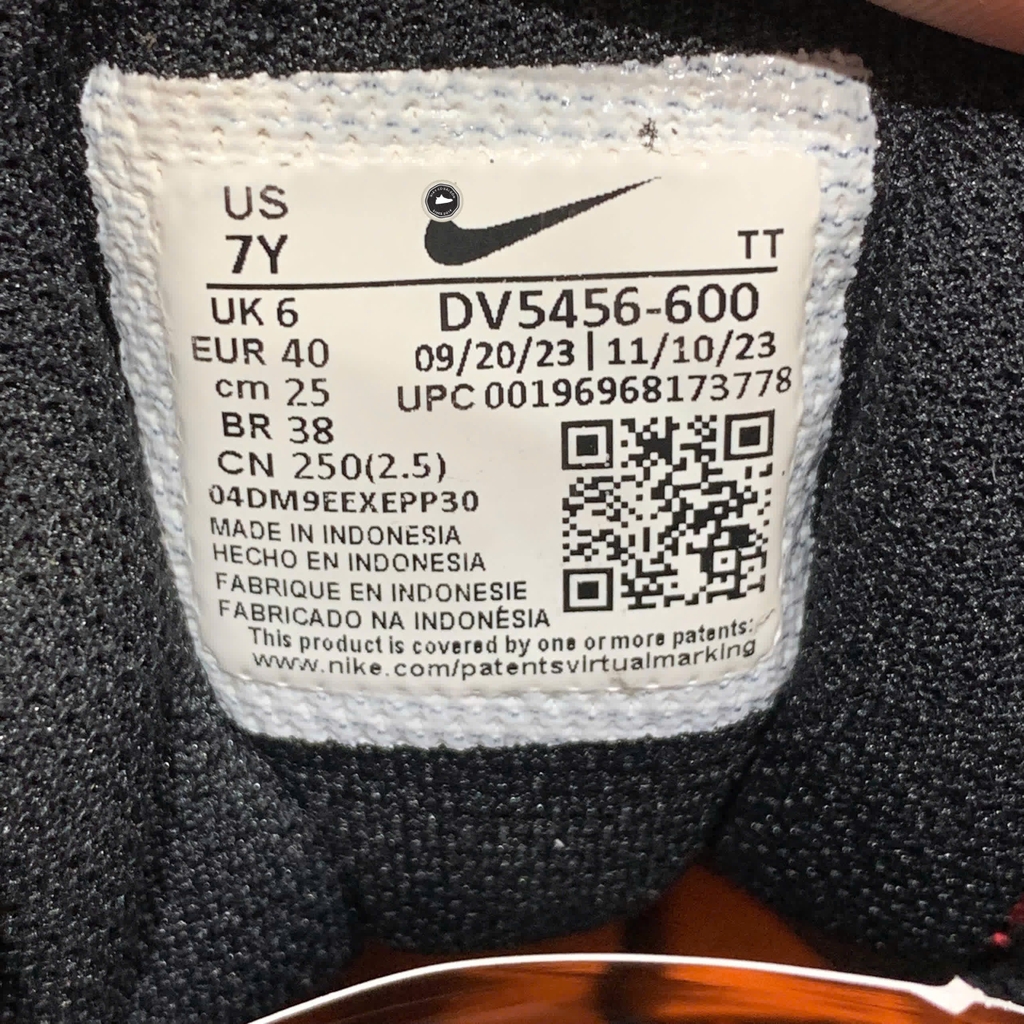 US
7Y
TT
UK 6
DV5456-600
EUR 40
09/20/23 | 11/10/23
cm 25
UPC 00196968173778
BR 38
CN 250(2.5)
04DM9EEXEPP30
MADE IN INDONESIA
HECHO EN INDONESIA
FABRIQUE EN INDONESIE
FABRICADO NA INDONÉSIA
This product is covered by one or more patents:
www.nike.com/patentsvirtualmarking